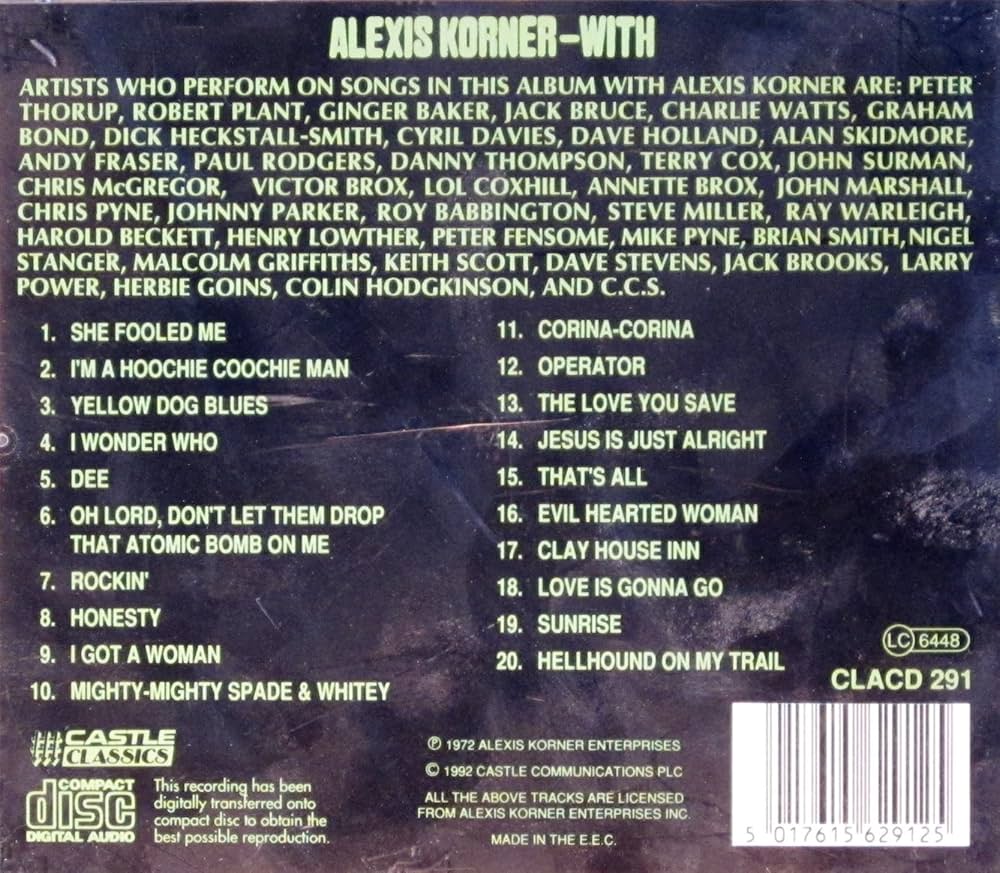 ALEXIS KORNER-WITH
ARTISTS WHO PERFORM ON SONGS IN THIS ALBUM WITH ALEXIS KORNER ARE: PETER
THORUP, ROBERT PLANT, GINGER BAKER, JACK BRUCE, CHARLIE WATTS, GRAHAM
BOND, DICK HECKSTALL-SMITH, CYRIL DAVIES, DAVE HOLLAND, ALAN SKIDMORE,
ANDY FRASER, PAUL RODGERS, DANNY THOMPSON, TERRY COX, JOHN SURMAN,
CHRIS McGREGOR, VICTOR BROX, LOL COXHILL, ANNETTE BROX, JOHN MARSHALL,
CHRIS PYNE, JOHNNY PARKER, ROY BABBINGTON, STEVE MILLER, RAY WARLEIGH,
HAROLD BECKETT, HENRY LOWTHER, PETER FENSOME, MIKE PYNE, BRIAN SMITH, NIGEL
STANGER, MALCOLM GRIFFITHS, KEITH SCOTT, DAVE STEVENS, JACK BROOKS, LARRY
POWER, HERBIE GOINS, COLIN HODGKINSON, AND C.C.S.
1. SHE FOOLED ME
2. I'M A HOOCHIE COOCHIE MAN
3. YELLOW DOG BLUES
4. I WONDER WHO
5. DEE
6. OH LORD, DON'T LET THEM DROP
THAT ATOMIC BOMB ON ME
7. ROCKIN'
8. HONESTY
9. I GOT A WOMAN
10. MIGHTY-MIGHTY SPADE & WHITEY
11. CORINA-CORINA
12. OPERATOR
13. THE LOVE YOU SAVE
14. JESUS IS JUST ALRIGHT
15. THAT'S ALL
16. EVIL HEARTED WOMAN
17. CLAY HOUSE INN
18. LOVE IS GONNA GO
19. SUNRISE
20. HELLHOUND ON MY TRAIL
LC 6448
CLACD 291
CASTLE
CLASSICS
COMPACT
disc
DIGITAL AUDIO
This recording has been
digitally transferred onto
compact disc to obtain the
best possible reproduction.
℗ 1972 ALEXIS KORNER ENTERPRISES
© 1992 CASTLE COMMUNICATIONS PLC
ALL THE ABOVE TRACKS ARE LICENSED
FROM ALEXIS KORNER ENTERPRISES INC.
MADE IN THE E.E.C.
5 017615 629125